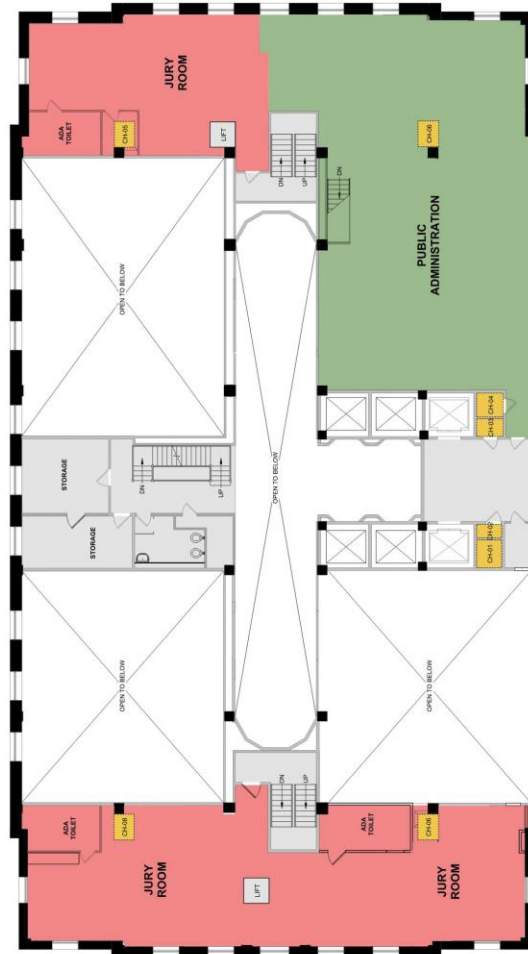 JURY
ROOM
ADA
TOILET
CH-05
LIFT
CH-06
DN
UP
DN
PUBLIC
ADMINISTRATION
OPEN TO BELOW
CH-03
CH-04
STORAGE
DN
UP
OPEN TO BELOW
STORAGE
CH-01
CH-02
OPEN TO BELOW
OPEN TO BELOW
DN
UP
ADA
TOILET
CH-08
ADA
TOILET
CH-06
JURY
ROOM
LIFT
JURY
ROOM